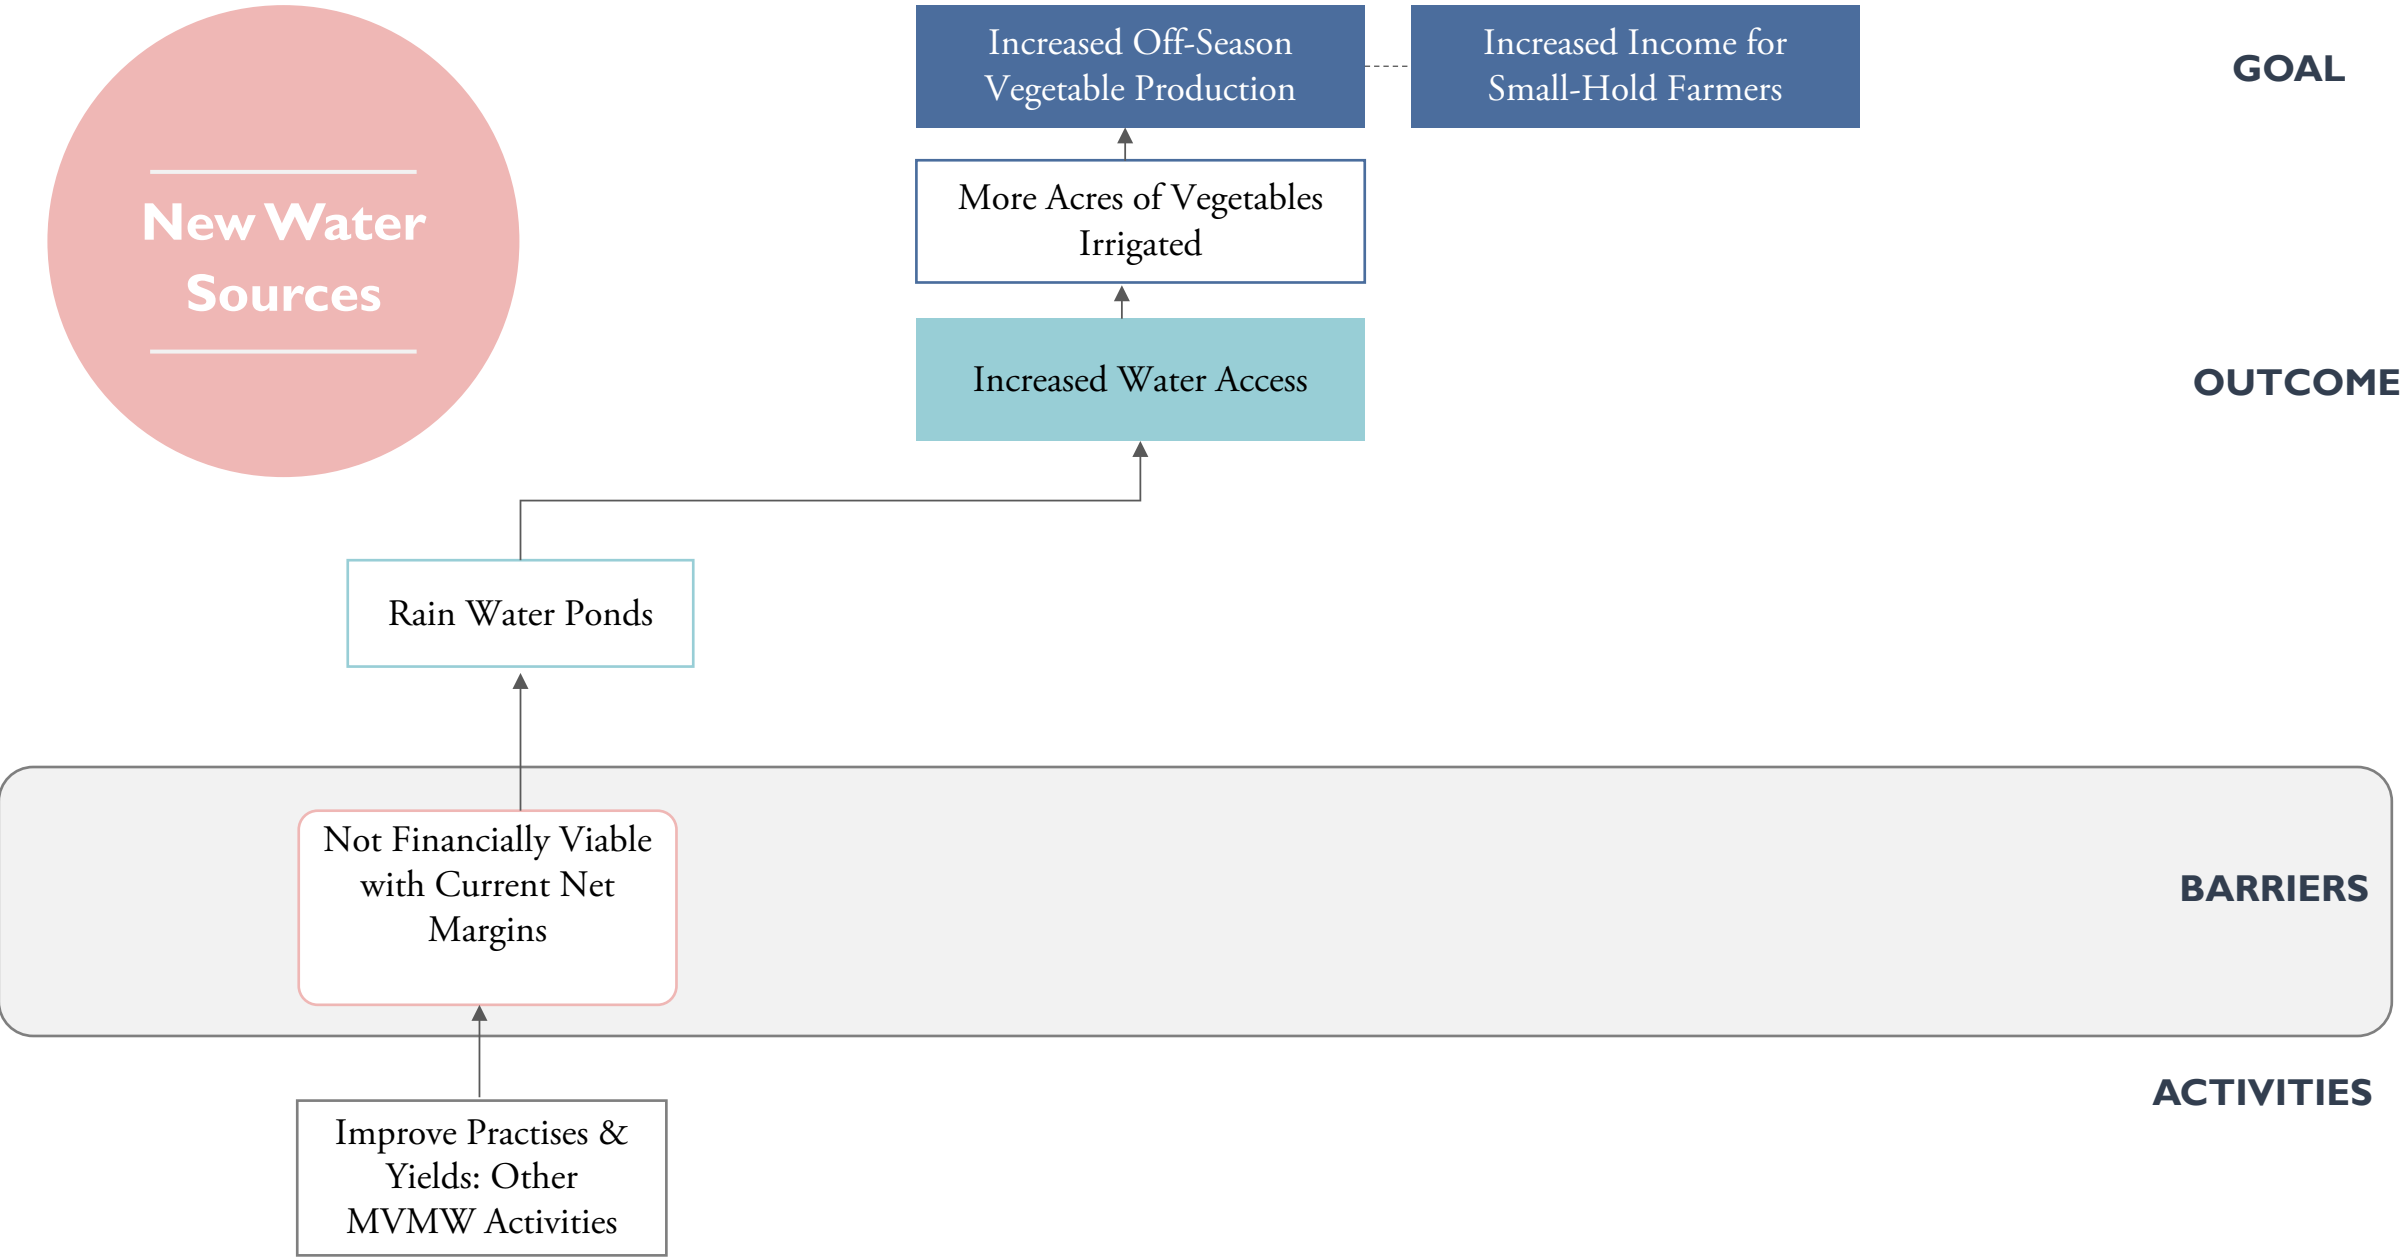 New Water
Sources
Increased Off-Season
Vegetable Production
Increased Income for
Small-Hold Farmers
GOAL
More Acres of Vegetables
Irrigated
Increased Water Access
OUTCOME
Rain Water Ponds
Not Financially Viable
with Current Net
Margins
BARRIERS
ACTIVITIES
Improve Practises &
Yields: Other
MVMW Activities